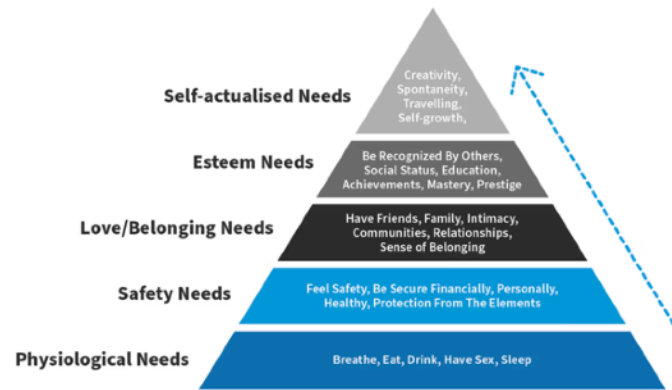 Self-actualised Needs
Creativity,
Spontaneity,
Travelling,
Self-growth,
Esteem Needs
Be Recognized By Others,
Social Status, Education,
Achievements, Mastery, Prestige
Love/Belonging Needs
Have Friends, Family, Intimacy,
Communities, Relationships,
Sense of Belonging
Safety Needs
Feel Safety, Be Secure Financially, Personally,
Healthy, Protection From The Elements
Physiological Needs
Breathe, Eat, Drink, Have Sex, Sleep